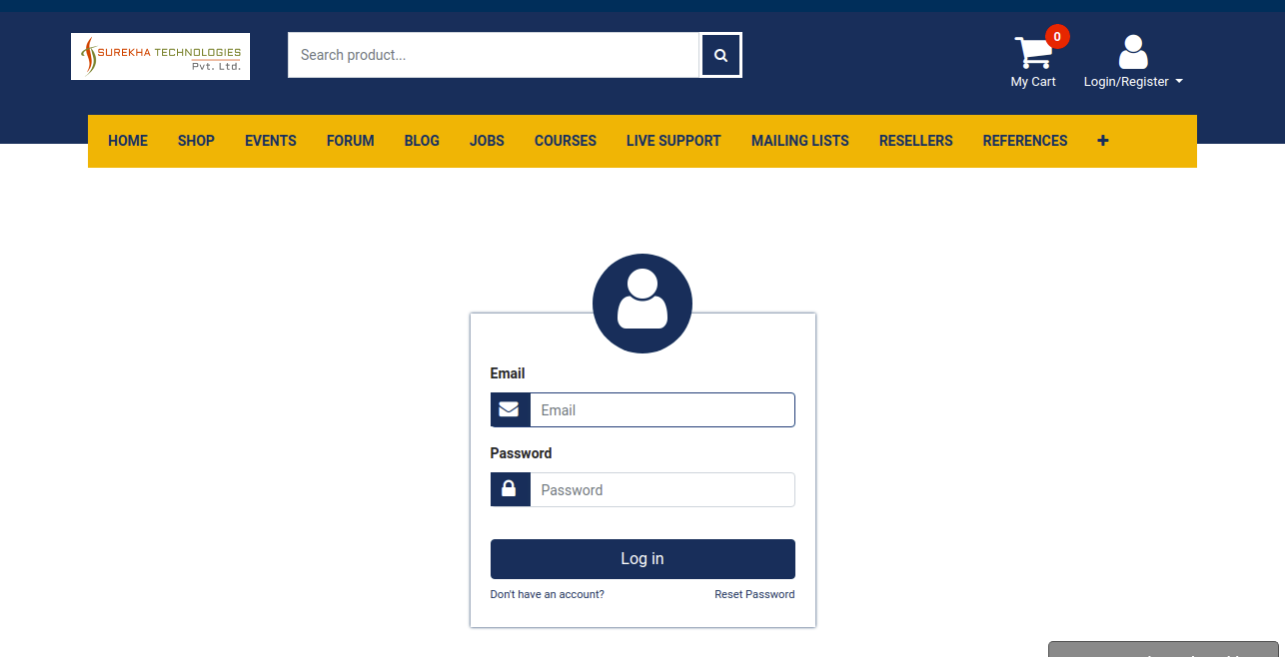 SUREKHA TECHNOLOGIES
Pvt. Ltd.
Search product...
0
My Cart
Login/Register
HOME SHOP EVENTS FORUM BLOG JOBS COURSES LIVE SUPPORT MAILING LISTS RESELLERS REFERENCES +
Email
Email
Password
Password
Log in
Don't have an account? Reset Password